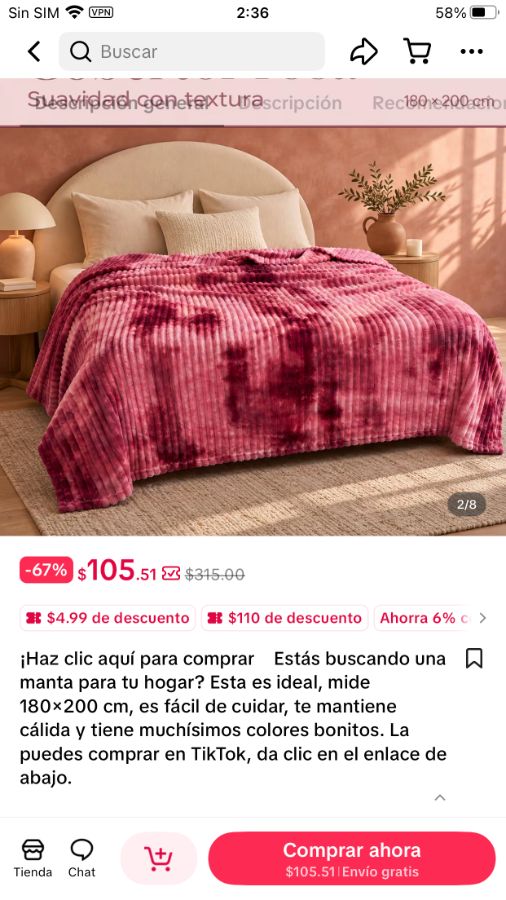 Sin SIM VPN 2:36 58%
Buscar
Suavidad con textura 180 × 200 cm
Descripción general Descripción Recomendacion
2/8
-67% $105.51 $315.00
$4.99 de descuento $110 de descuento Ahorra 6% c
¡Haz clic aquí para comprar Estás buscando una
manta para tu hogar? Esta es ideal, mide
180×200 cm, es fácil de cuidar, te mantiene
cálida y tiene muchísimos colores bonitos. La
puedes comprar en TikTok, da clic en el enlace de
abajo.
Tienda Chat
Comprar ahora
$105.51|Envío gratis